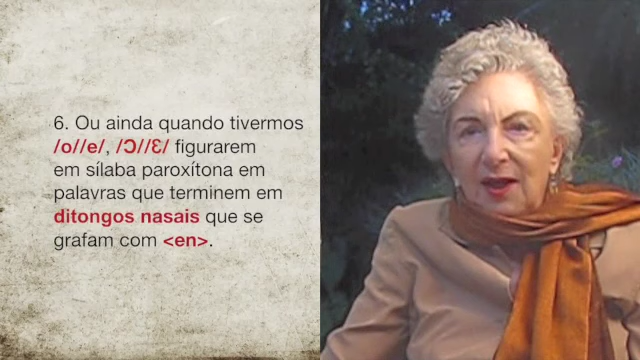 6. Ou ainda quando tivermos
/o//e/, /Ɔ//Ɛ/ figurarem
em sílaba paroxítona em
palavras que terminem em
ditongos nasais que se
grafam com <en>.